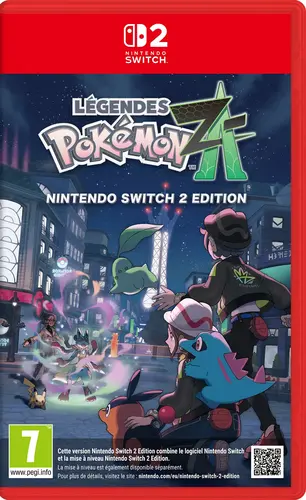 2
NINTENDO
SWITCH™
LÉGENDES
Pokémon ZA
NINTENDO SWITCH 2 EDITION
7
www.pegi.info
Cette version Nintendo Switch 2 Edition combine le logiciel Nintendo Switch
et la mise à niveau Nintendo Switch 2 Edition.
La mise à niveau est également disponible séparément.
Pour plus de détails, visitez le site : nintendo.com/eu/nintendo-switch-2-edition